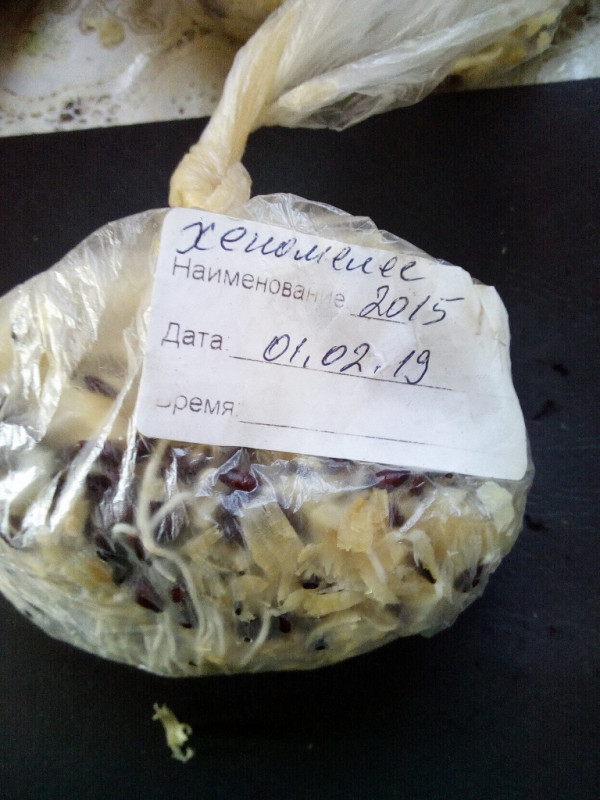 хеномелес
Наименование 2015
Дата: 01.02.19
Время: